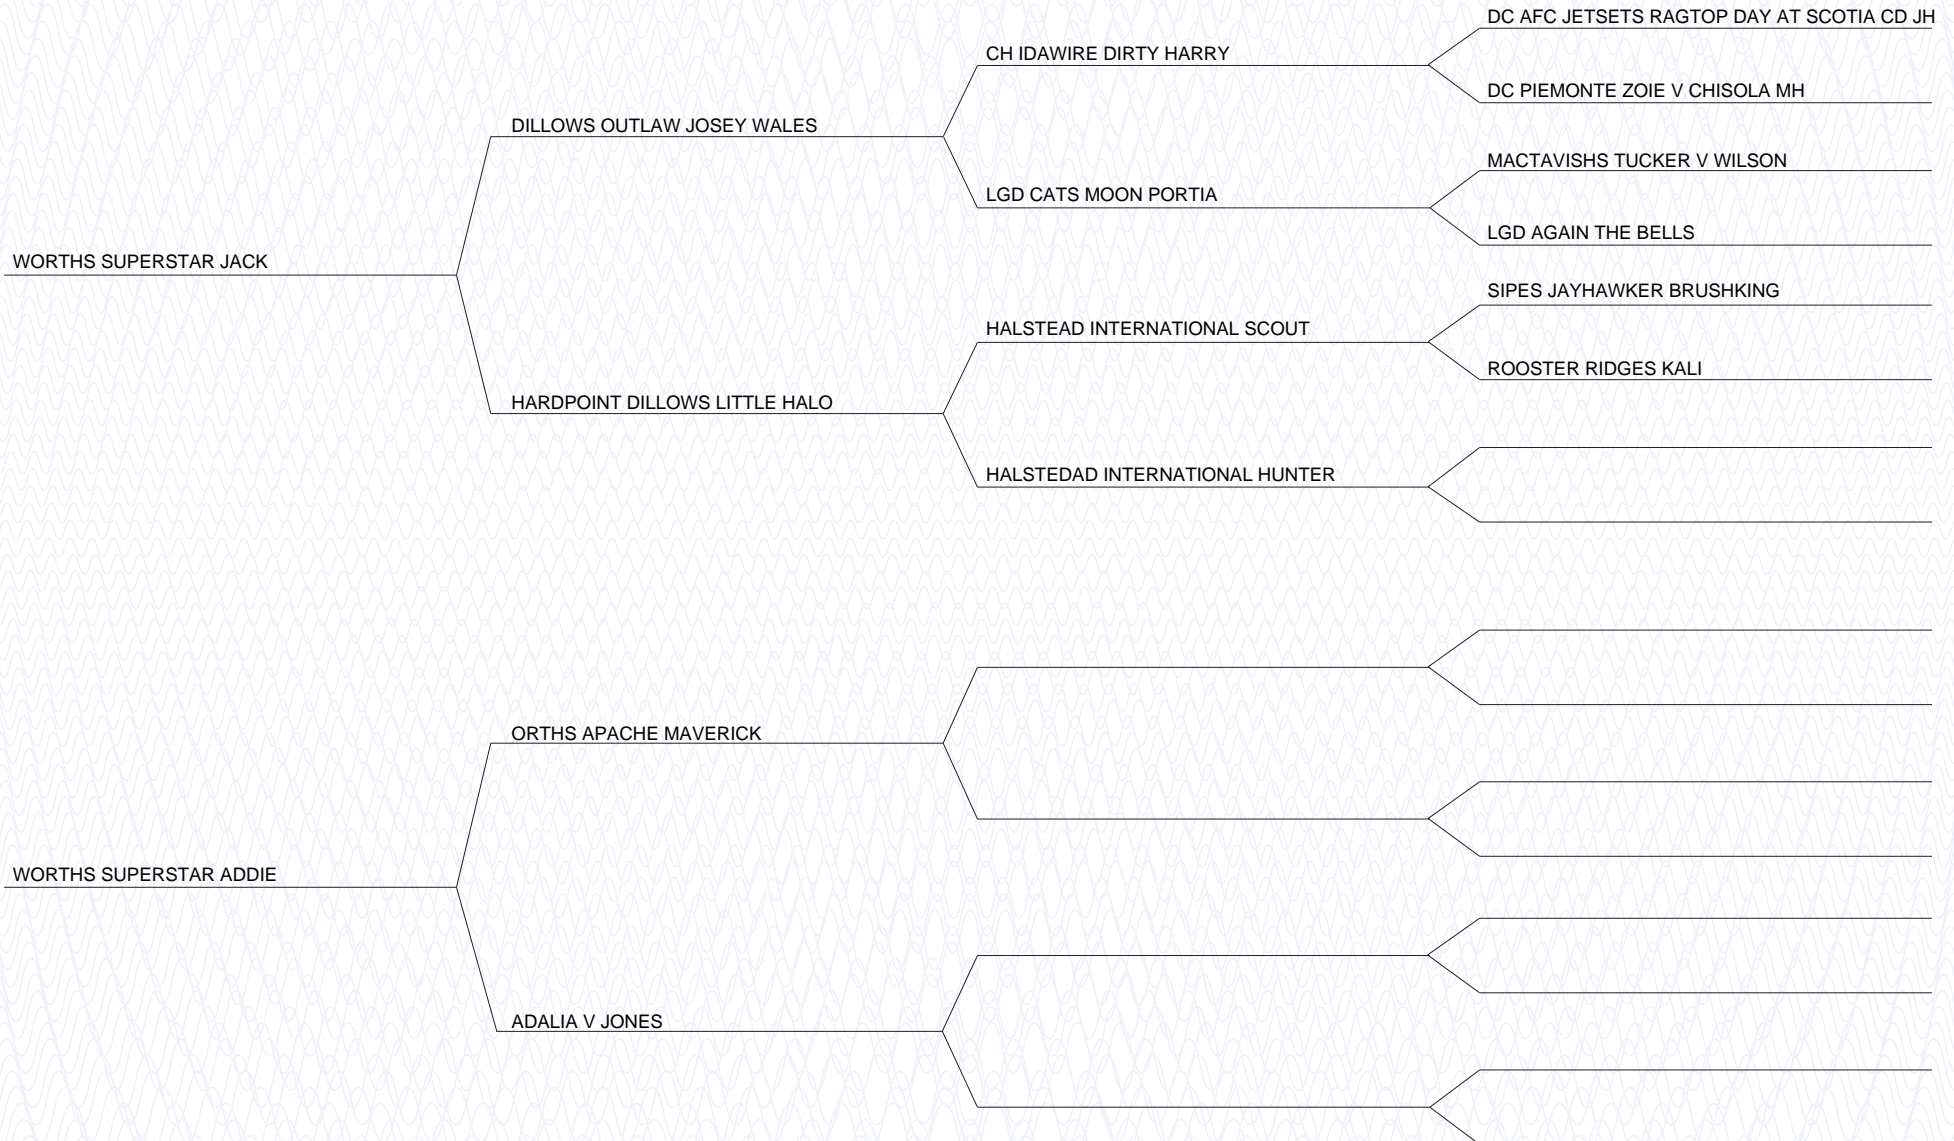 DC AFC JETSETS RAGTOP DAY AT SCOTIA CD JH
CH IDAWIRE DIRTY HARRY
DC PIEMONTE ZOIE V CHISOLA MH
DILLOWS OUTLAW JOSEY WALES
MACTAVISHS TUCKER V WILSON
LGD CATS MOON PORTIA
LGD AGAIN THE BELLS
WORTHS SUPERSTAR JACK
SIPES JAYHAWKER BRUSHKING
HALSTEAD INTERNATIONAL SCOUT
ROOSTER RIDGES KALI
HARDPOINT DILLOWS LITTLE HALO
HALSTEDAD INTERNATIONAL HUNTER
ORTHS APACHE MAVERICK
WORTHS SUPERSTAR ADDIE
ADALIA V JONES